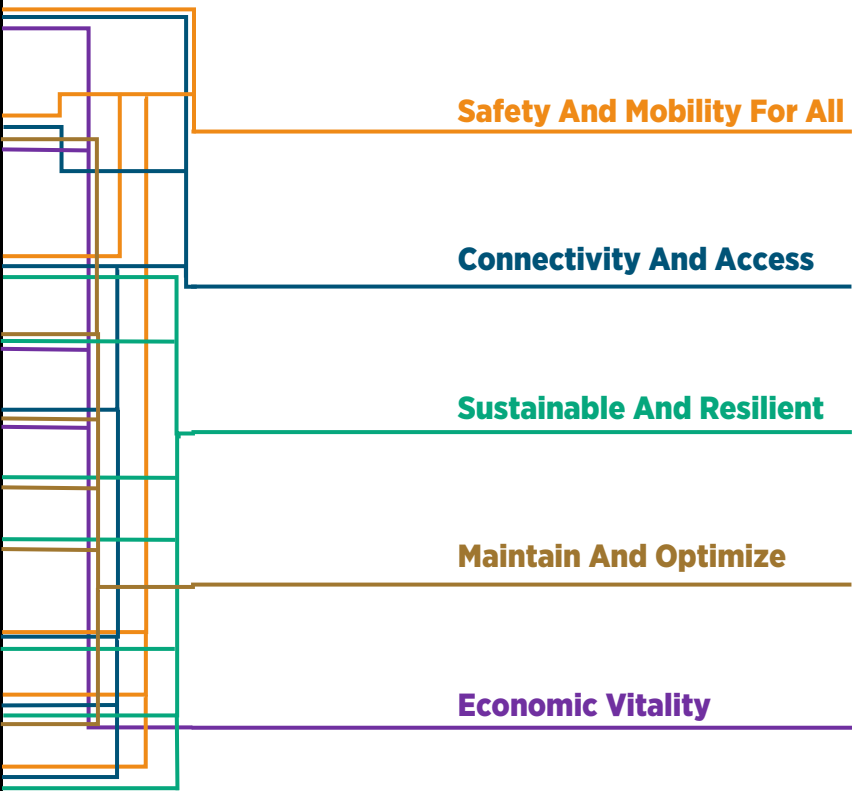 Safety And Mobility For All
Connectivity And Access
Sustainable And Resilient
Maintain And Optimize
Economic Vitality